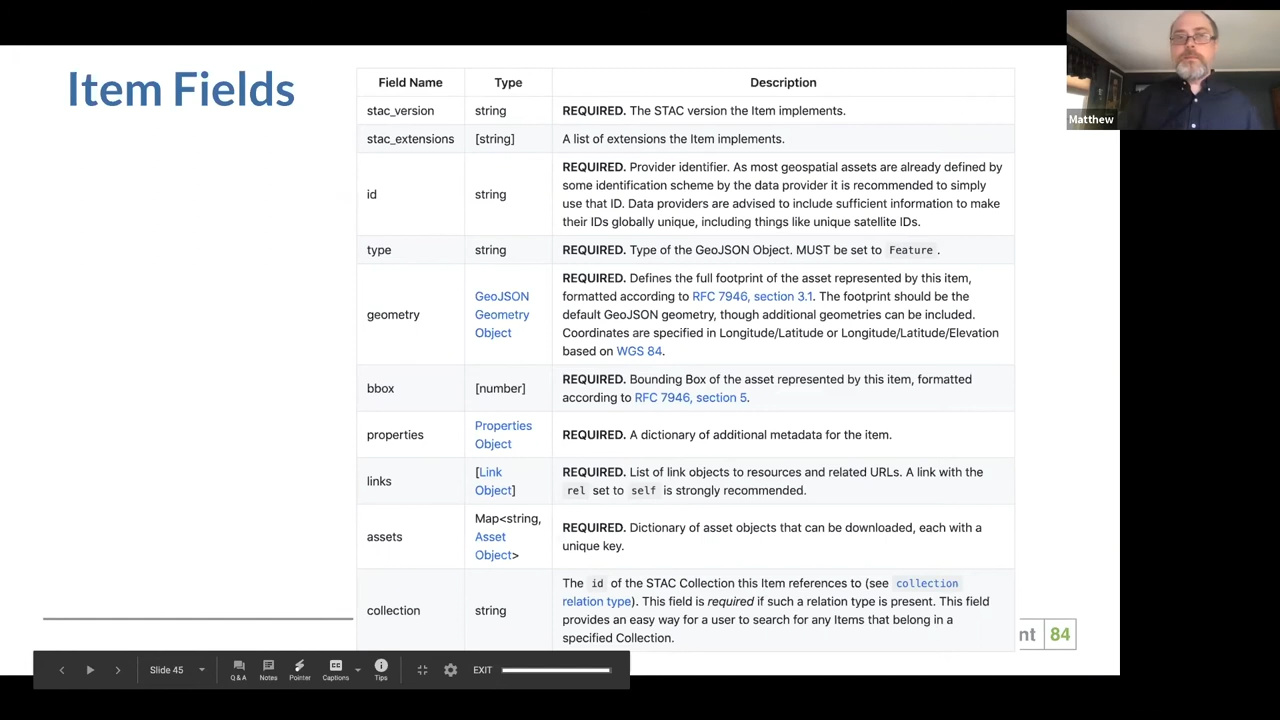 Item Fields
Field Name Type Description
stac_version string REQUIRED. The STAC version the Item implements.
stac_extensions [string] A list of extensions the Item implements.
id string REQUIRED. Provider identifier. As most geospatial assets are already defined by
some identification scheme by the data provider it is recommended to simply
use that ID. Data providers are advised to include sufficient information to make
their IDs globally unique, including things like unique satellite IDs.
type string REQUIRED. Type of the GeoJSON Object. MUST be set to Feature .
geometry GeoJSON Geometry Object REQUIRED. Defines the full footprint of the asset represented by this item,
formatted according to RFC 7946, section 3.1. The footprint should be the
default GeoJSON geometry, though additional geometries can be included.
Coordinates are specified in Longitude/Latitude or Longitude/Latitude/Elevation
based on WGS 84.
bbox [number] REQUIRED. Bounding Box of the asset represented by this item, formatted
according to RFC 7946, section 5.
properties Properties Object REQUIRED. A dictionary of additional metadata for the item.
links [Link Object] REQUIRED. List of link objects to resources and related URLs. A link with the
rel set to self is strongly recommended.
assets Map<string, Asset Object> REQUIRED. Dictionary of asset objects that can be downloaded, each with a
unique key.
collection string The id of the STAC Collection this Item references to (see collection
relation type). This field is required if such a relation type is present. This field
provides an easy way for a user to search for any Items that belong in a
specified Collection.
nt 84
Slide 45 Q & A Notes Pointer Captions Tips EXIT
Matthew